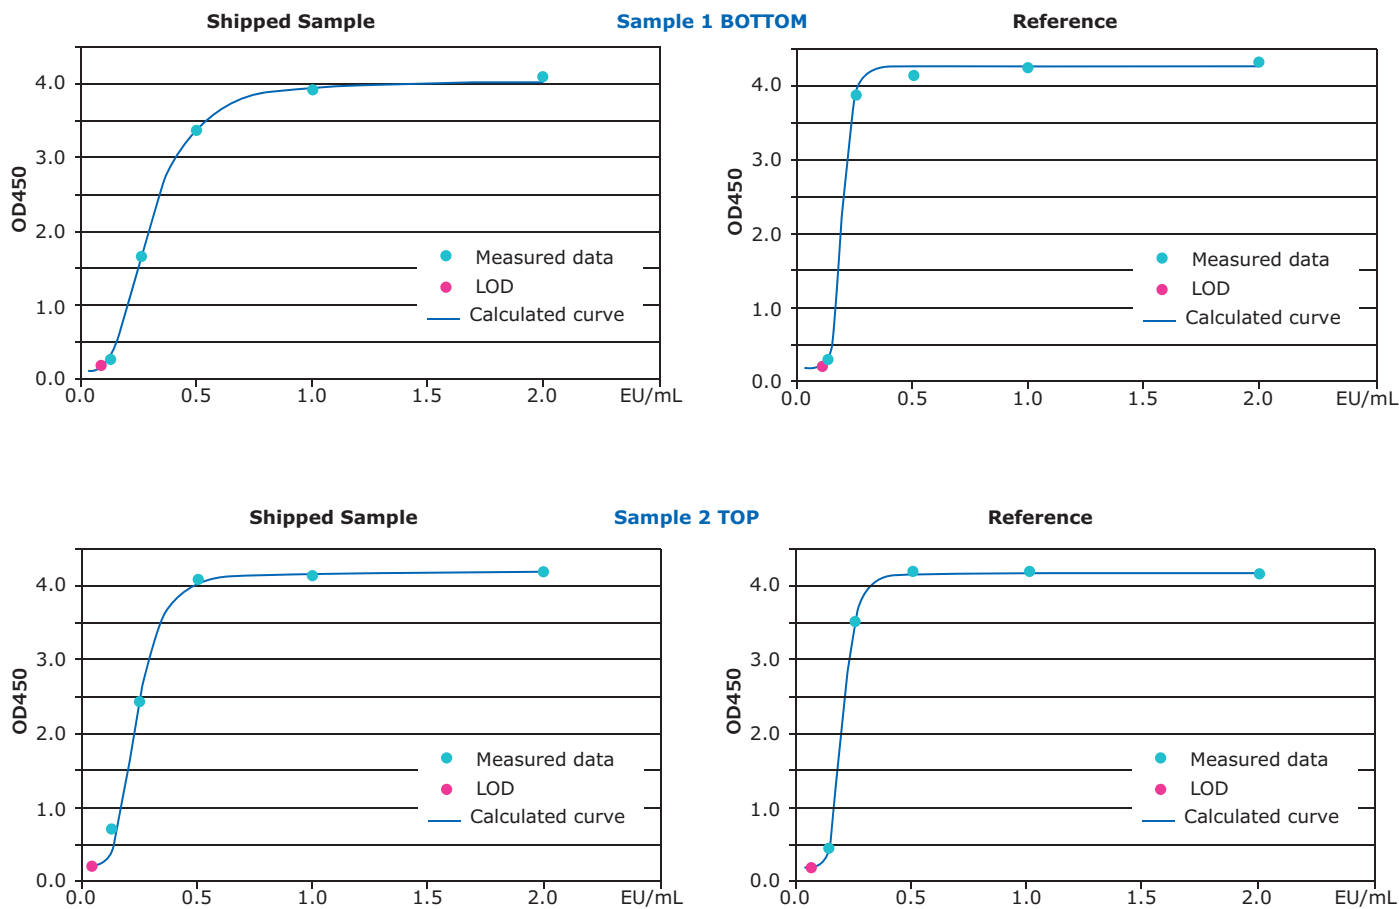 Shipped Sample
Sample 1 BOTTOM
Reference
OD450
4.0
3.0
2.0
1.0
0.0
Measured data
LOD
Calculated curve
0.0 0.5 1.0 1.5 2.0 EU/mL
OD450
4.0
3.0
2.0
1.0
0.0
Measured data
LOD
Calculated curve
0.0 0.5 1.0 1.5 2.0 EU/mL
Shipped Sample
Sample 2 TOP
Reference
OD450
4.0
3.0
2.0
1.0
0.0
Measured data
LOD
Calculated curve
0.0 0.5 1.0 1.5 2.0 EU/mL
OD450
4.0
3.0
2.0
1.0
0.0
Measured data
LOD
Calculated curve
0.0 0.5 1.0 1.5 2.0 EU/mL